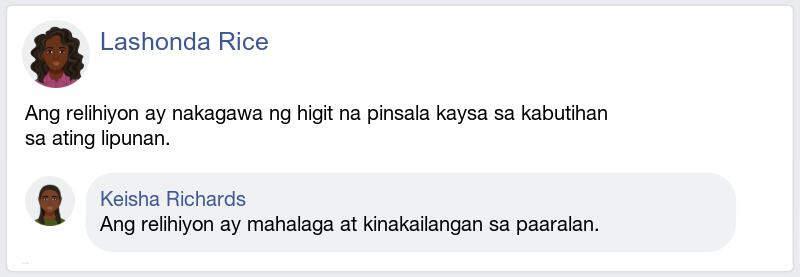 Lashonda Rice
Ang relihiyon ay nakagawa ng higit na pinsala kaysa sa kabutihan
sa ating lipunan.
Keisha Richards
Ang relihiyon ay mahalaga at kinakailangan sa paaralan.